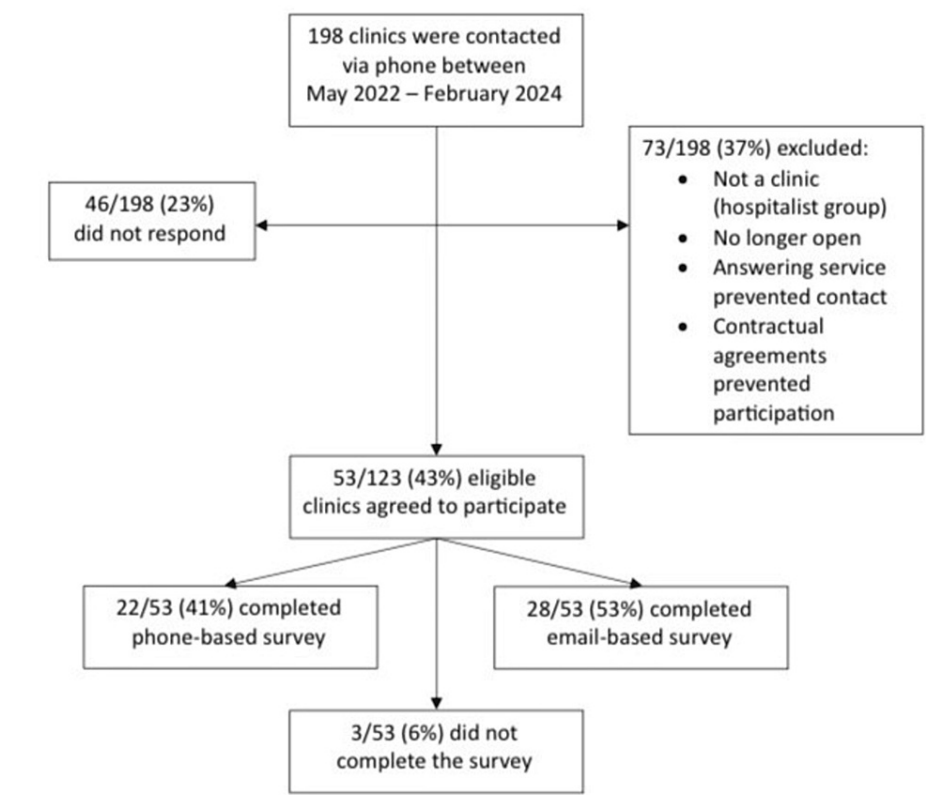 198 clinics were contacted
via phone between
May 2022 – February 2024
73/198 (37%) excluded:
• Not a clinic
(hospitalist group)
• No longer open
• Answering service
prevented contact
• Contractual
agreements
prevented
participation
46/198 (23%)
did not respond
53/123 (43%) eligible
clinics agreed to participate
22/53 (41%) completed
phone-based survey
28/53 (53%) completed
email-based survey
3/53 (6%) did not
complete the survey